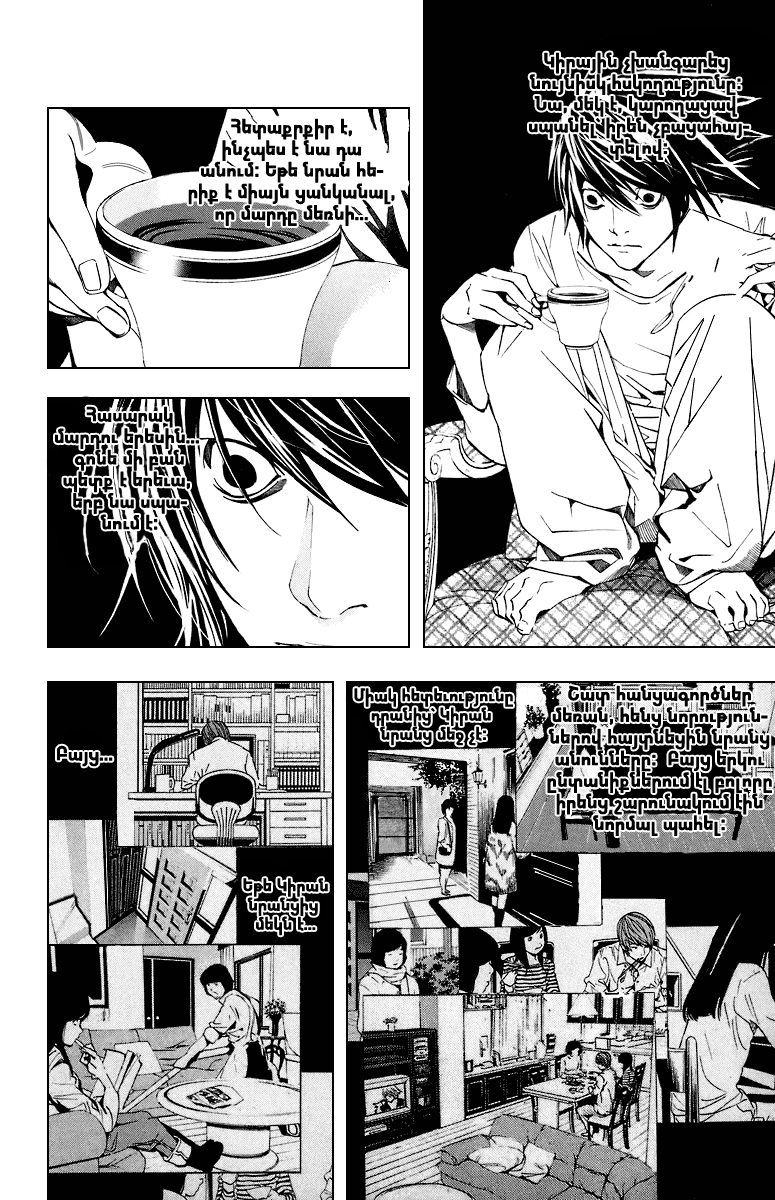 Կիրային չխանգարեց
նույնիսկ հսկողությունը:
Նա, մեկ է, կարողացավ
սպանել՝ իրեն չբացահայ-
տելով:
Հետաքրքիր է,
ինչպես է նա դա
անում: Եթե նրան հե-
րիք է միայն ցանկանալ,
որ մարդը մեռնի...
Հասարակ
մարդու երեսին...
գոնե մի բան
պետք է երեւա,
երբ նա սպա-
նում է:
Շատ հանցագործներ
մեռան, հենց նորություն-
ներով հայտնեցին նրանց
անունները: Բայց երկու
ընտանիքներում էլ բոլորը
իրենց շարունակում էին
նորմալ պահել:
Միակ հետեւությունը
դրանից՝ Կիրան
նրանց մեջ չէ:
Բայց...
Եթե Կիրան
նրանցից
մեկն է...